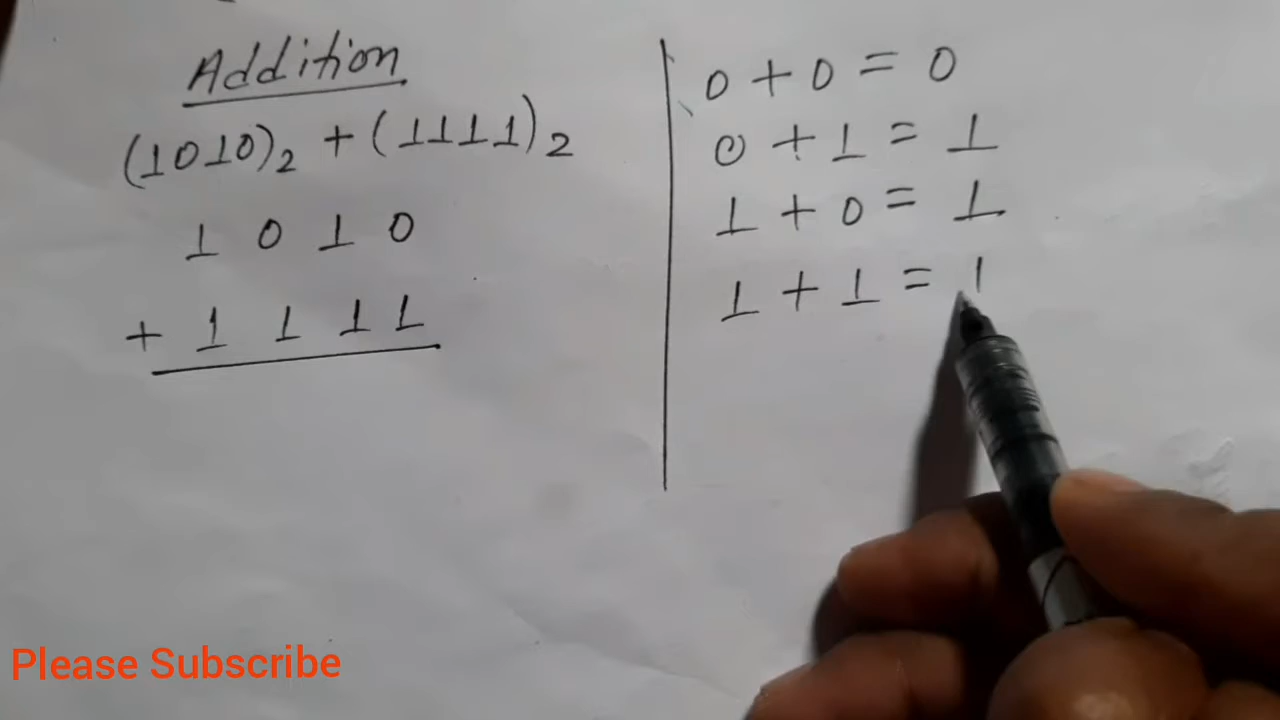 Addition
(1010)₂ + (1111)₂
1 0 1 0
+ 1 1 1 1
0 + 0 = 0
0 + 1 = 1
1 + 0 = 1
1 + 1 = 1
Please Subscribe